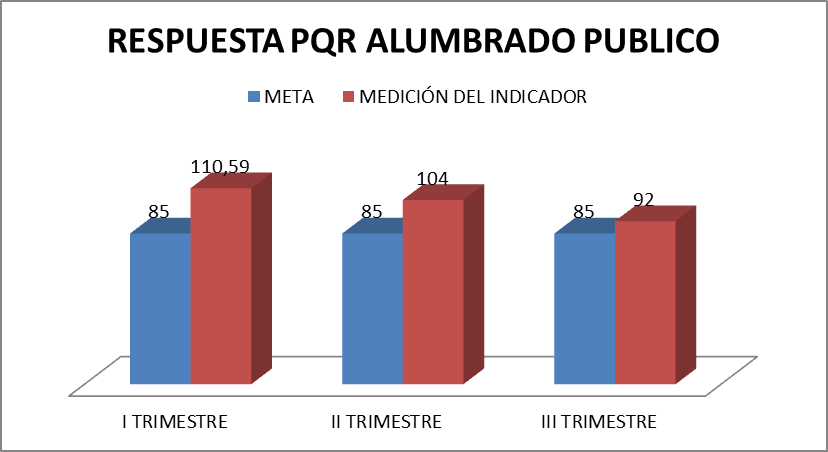 RESPUESTA PQR ALUMBRADO PUBLICO
META MEDICIÓN DEL INDICADOR
85 110,59 85 104 85 92
I TRIMESTRE II TRIMESTRE III TRIMESTRE